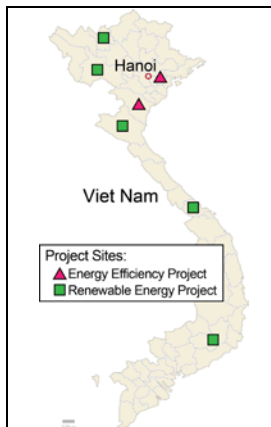 Hanoi
Viet Nam
Project Sites:
Energy Efficiency Project
Renewable Energy Project